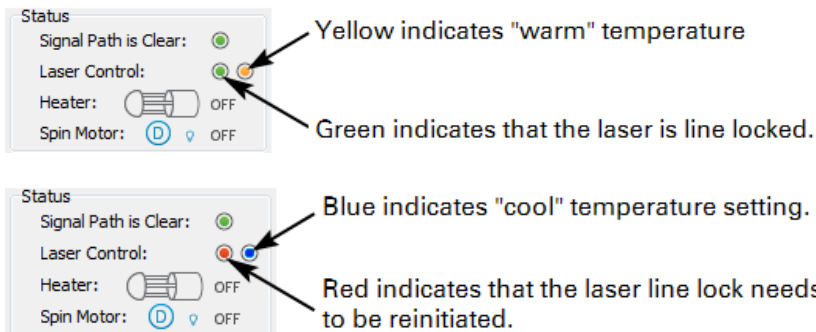 Status
Signal Path is Clear:
Yellow indicates "warm" temperature
Laser Control:
Heater: OFF
Spin Motor: D OFF
Green indicates that the laser is line locked.
Status
Signal Path is Clear:
Blue indicates "cool" temperature setting.
Laser Control:
Heater: OFF
Red indicates that the laser line lock needs
Spin Motor: D OFF
to be reinitiated.